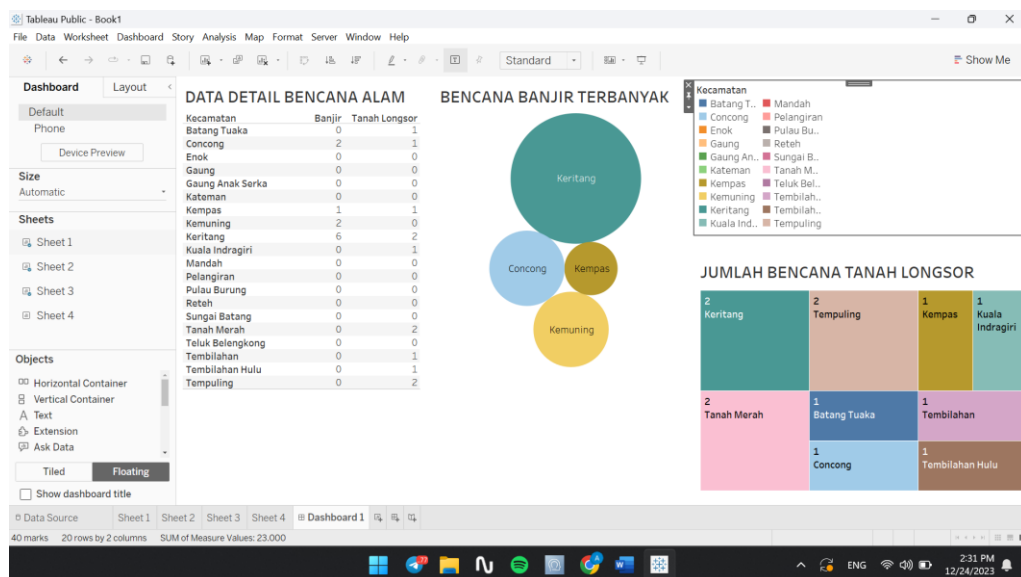 Tableau Public - Book1
File Data Worksheet Dashboard Story Analysis Map Format Server Window Help
Standard
Show Me
Dashboard Layout
Default
Phone
Device Preview
Size
Automatic
Sheets
Sheet 1
Sheet 2
Sheet 3
Sheet 4
Objects
Horizontal Container
Vertical Container
Text
Extension
Ask Data
Tiled Floating
Show dashboard title
DATA DETAIL BENCANA ALAM
Kecamatan Banjir Tanah Longsor
Batang Tuaka 0 1
Concong 2 1
Enok 0 0
Gaung 0 0
Gaung Anak Serka 0 0
Kateman 0 0
Kempas 1 1
Kemuning 2 0
Keritang 6 2
Kuala Indragiri 0 1
Mandah 0 0
Pelangiran 0 0
Pulau Burung 0 0
Reteh 0 0
Sungai Batang 0 0
Tanah Merah 0 2
Teluk Belengkong 0 0
Tembilahan 0 1
Tembilahan Hulu 0 1
Tempuling 0 2
BENCANA BANJIR TERBANYAK
Keritang
Concong
Kempas
Kemuning
Kecamatan
Batang T.. Mandah
Concong Pelangiran
Enok Pulau Bu..
Gaung Reteh
Gaung An.. Sungai B..
Kateman Tanah M..
Kempas Teluk Bel..
Kemuning Tembilah..
Keritang Tembilah..
Kuala Ind.. Tempuling
JUMLAH BENCANA TANAH LONGSOR
2
Keritang
2
Tempuling
1
Kempas
1
Kuala
Indragiri
2
Tanah Merah
1
Batang Tuaka
1
Tembilahan
1
Concong
1
Tembilahan Hulu
Data Source Sheet 1 Sheet 2 Sheet 3 Sheet 4 Dashboard 1
40 marks 20 rows by 2 columns SUM of Measure Values: 23.000
ENG
2:31 PM
12/24/2023